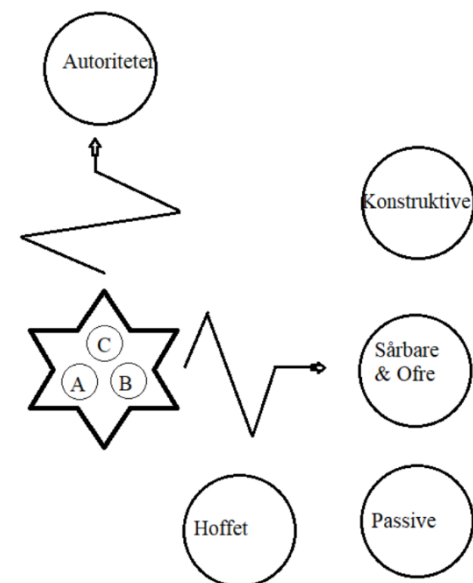 Autoriteter
Konstruktive
C
A
B
Sårbare
& Ofre
Hoffet
Passive